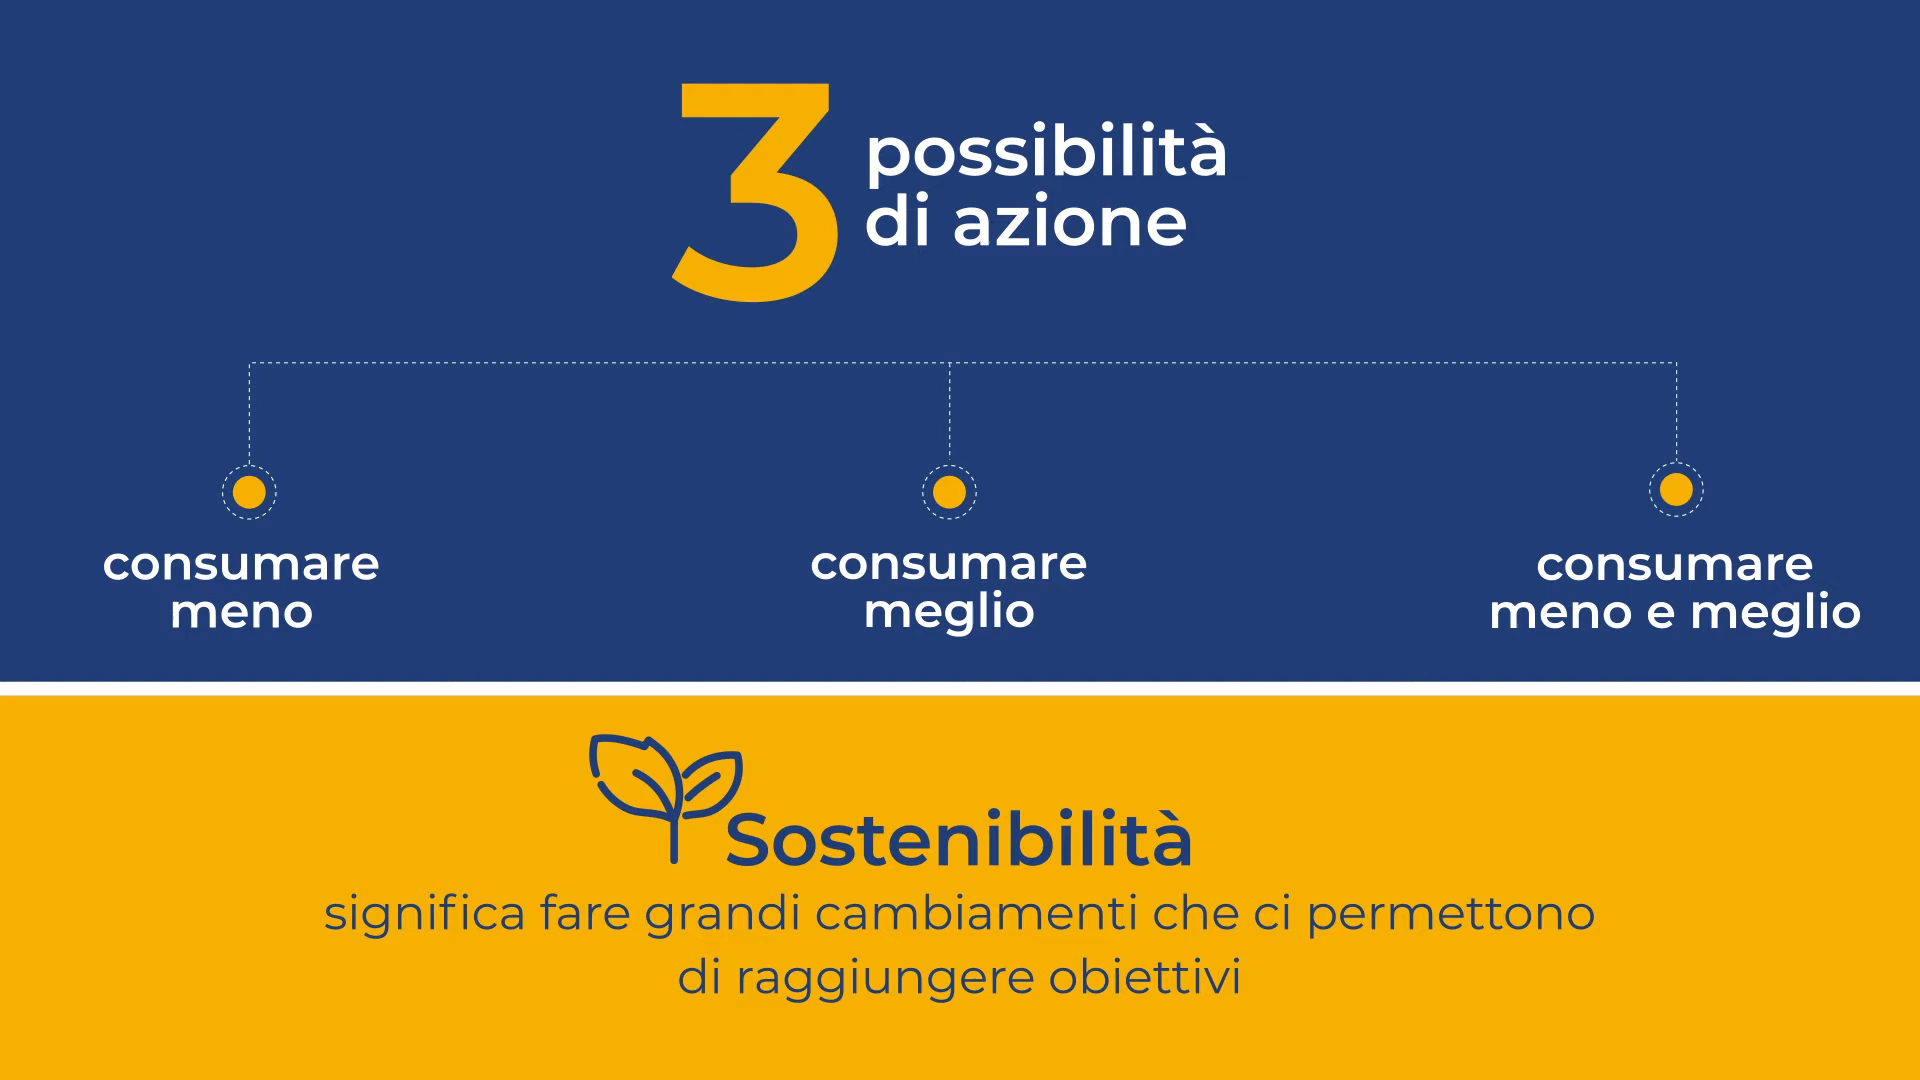 3
possibilità
di azione
consumare
meno
consumare
meglio
consumare
meno e meglio
Sostenibilità
significa fare grandi cambiamenti che ci permettono
di raggiungere obiettivi